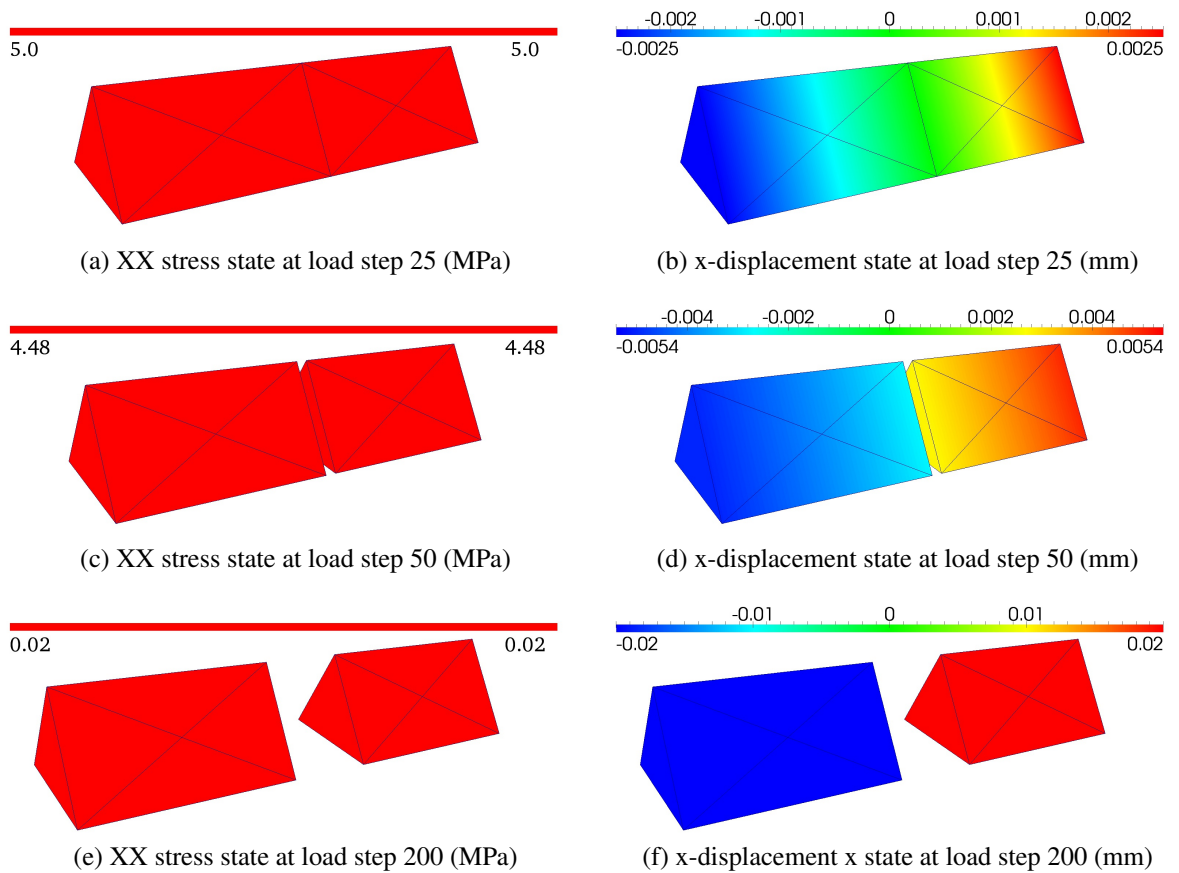 -0.002 -0.001 0 0.001 0.002
5.0 5.0 -0.0025 0.0025
(a) XX stress state at load step 25 (MPa)
(b) x-displacement state at load step 25 (mm)
-0.004 -0.002 0 0.002 0.004
4.48 4.48 -0.0054 0.0054
(c) XX stress state at load step 50 (MPa)
(d) x-displacement state at load step 50 (mm)
-0.01 0 0.01
0.02 0.02 -0.02 0.02
(e) XX stress state at load step 200 (MPa)
(f) x-displacement x state at load step 200 (mm)